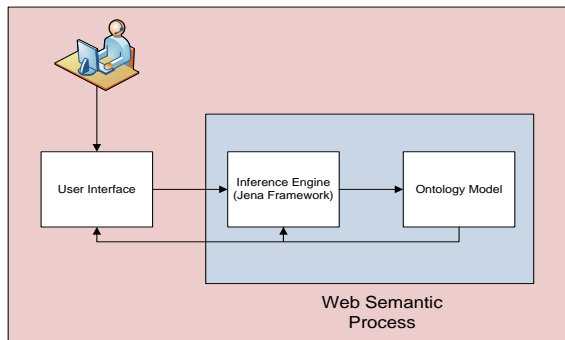 User Interface
Inference Engine
(Jena Framework)
Ontology Model
Web Semantic
Process